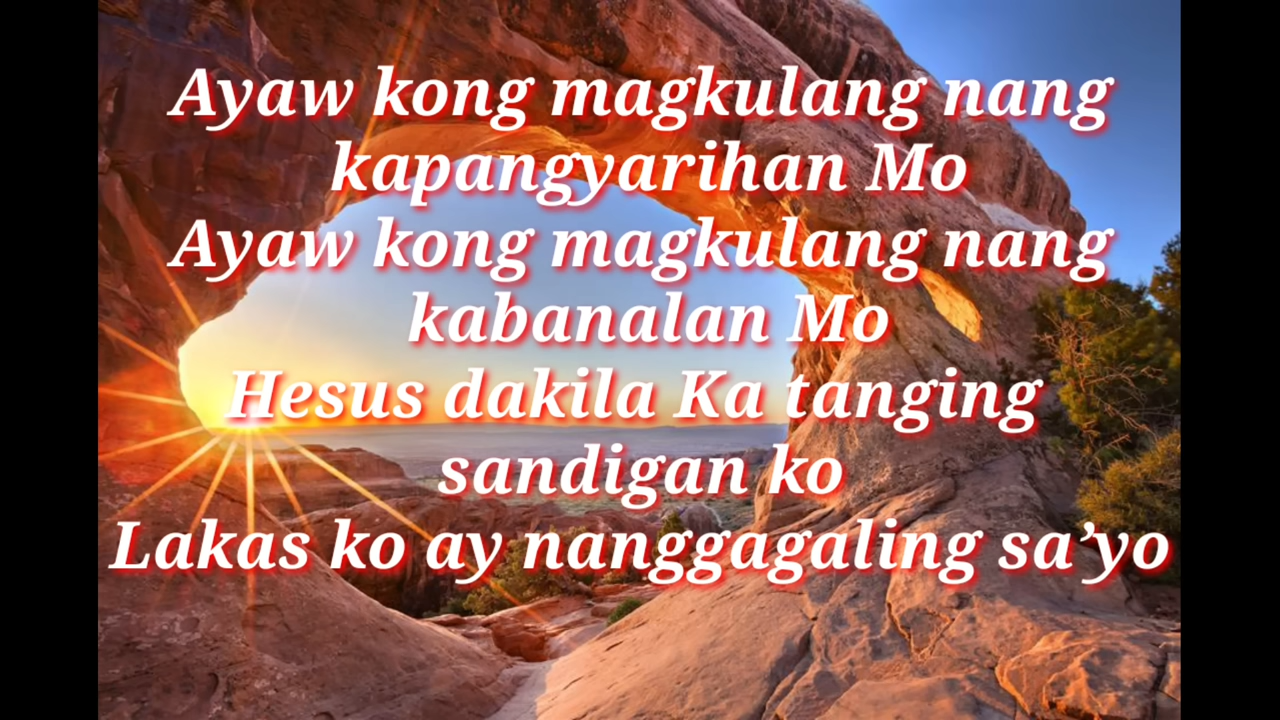 Ayaw kong magkulang nang
kapangyarihan Mo
Ayaw kong magkulang nang
kabanalan Mo
Hesus dakila Ka tanging
sandigan ko
Lakas ko ay nanggagaling sa’yo